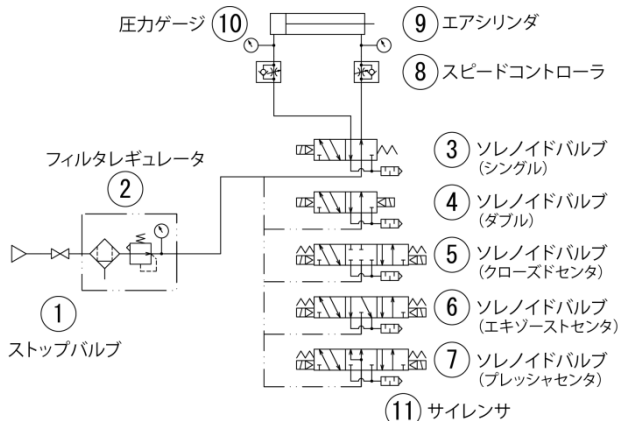 圧力ゲージ ⑩
⑨ エアシリンダ
⑧ スピードコントローラ
③ ソレノイドバルブ
(シングル)
フィルタレギュレータ
②
④ ソレノイドバルブ
(ダブル)
⑤ ソレノイドバルブ
(クローズドセンタ)
①
ストップバルブ
⑥ ソレノイドバルブ
(エキゾーストセンタ)
⑦ ソレノイドバルブ
(プレッシャセンタ)
⑪ サイレンサ